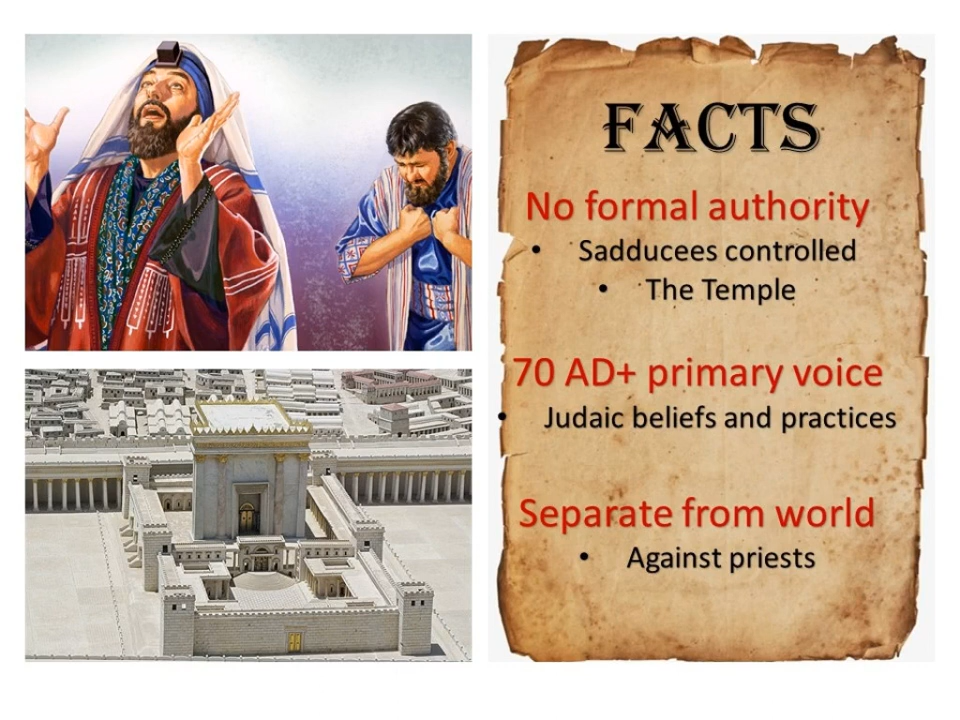 FACTS
No formal authority
• Sadducees controlled
• The Temple
70 AD+ primary voice
• Judaic beliefs and practices
Separate from world
• Against priests